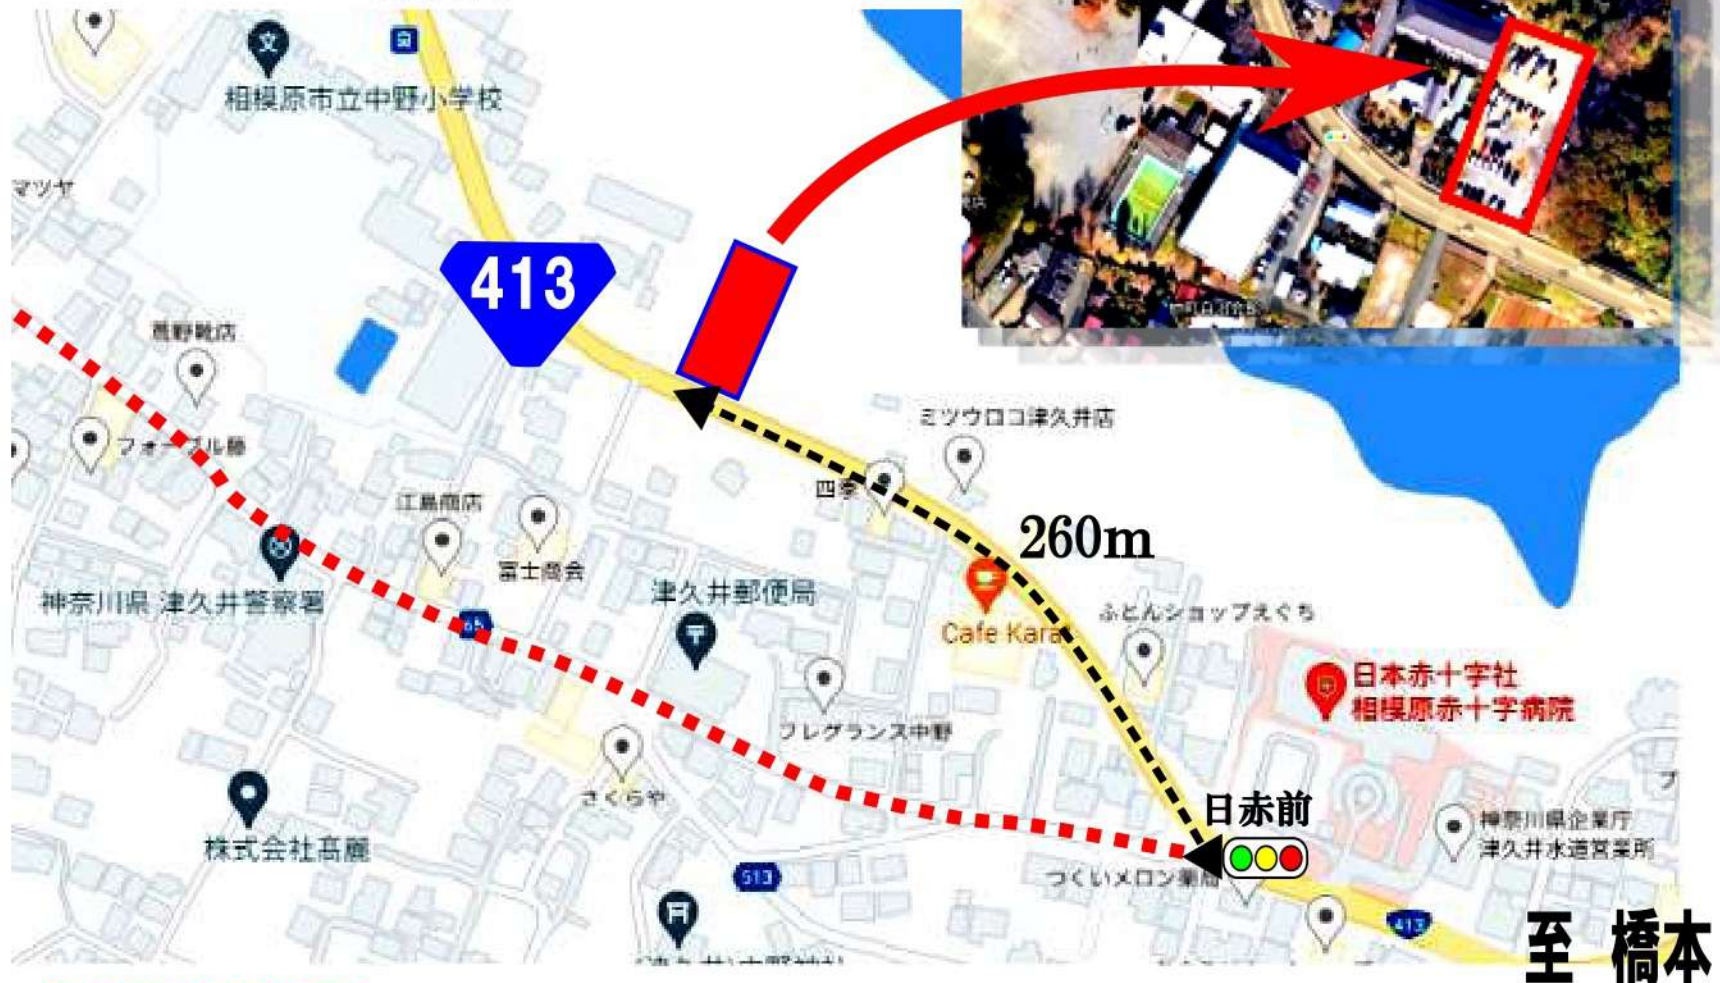 相模原市立中野小学校
マツヤ
413
ミツウロコ津久井店
フォーブル藤
四季
江島商店
260m
富士商会
津久井郵便局
神奈川県 津久井警察署
ふとんショップえぐち
65
Cafe Kara
日本赤十字社
相模原赤十字病院
フレグランス中野
さくらや
日赤前
神奈川県企業庁
津久井水道営業所
株式会社髙麗
513
つくいメロン薬局
413
至 橋本